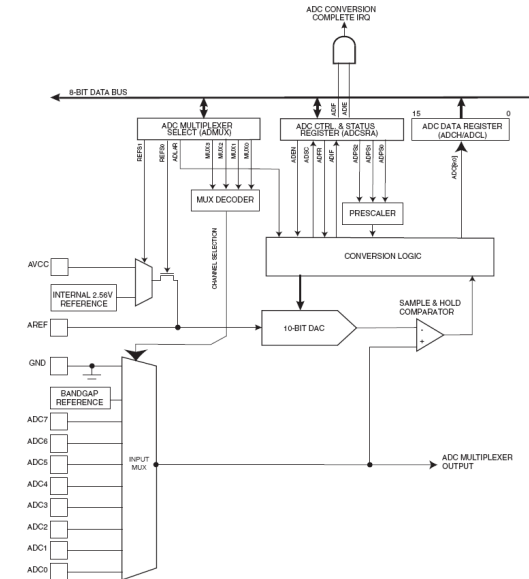 ADC CONVERSION
COMPLETE IRQ
8-BIT DATA BUS
ADIF
ADIE
15
0
ADC MULTIPLEXER
SELECT (ADMUX)
ADC CTRL. & STATUS
REGISTER (ADCSRA)
ADC DATA REGISTER
(ADCH/ADCL)
REFS1
REFS0
ADLAR
MUX3
MUX2
MUX1
MUX0
ADEN
ADSC
ADFR
ADIF
ADPS2
ADPS1
ADPS0
ADC[9:0]
MUX DECODER
PRESCALER
CHANNEL SELECTION
CONVERSION LOGIC
AVCC
INTERNAL 2.56V
REFERENCE
SAMPLE & HOLD
COMPARATOR
AREF
10-BIT DAC
-
+
GND
BANDGAP
REFERENCE
ADC7
ADC6
ADC5
INPUT
MUX
ADC MULTIPLEXER
OUTPUT
ADC4
ADC3
ADC2
ADC1
ADC0